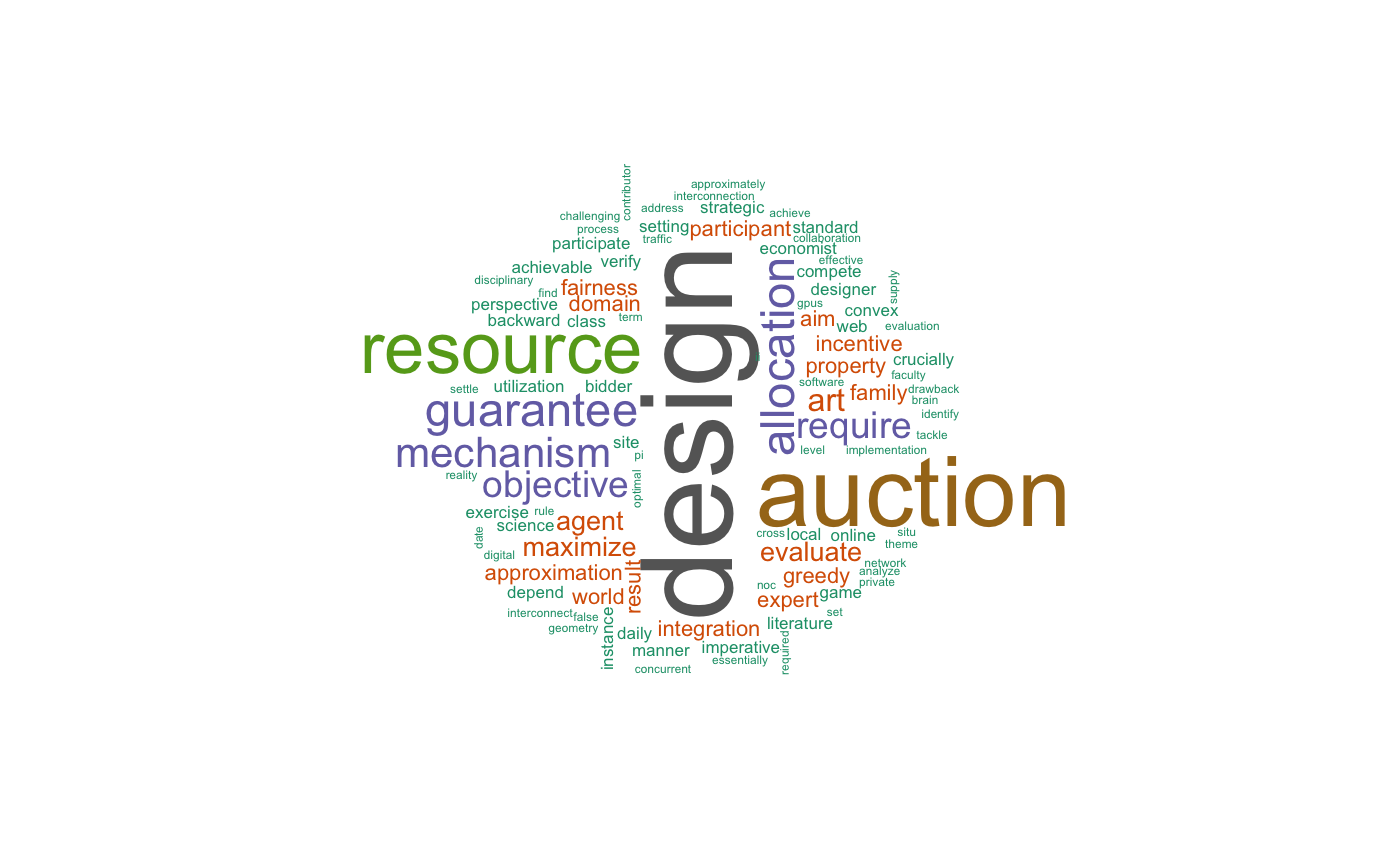 contributor
approximately
interconnection
address
strategic
achieve
challenging
process
setting
participant
standard
traffic
collaboration
participate
economist
effective
achievable
verify
compete
disciplinary
find
fairness
designer
supply
perspective
domain
gpus
convex
backward
class
term
aim
web
evaluation
resource
design
allocation
incentive
property
crucially
settle
utilization
bidder
software
faculty
guarantee
art
family
drawback
brain
identify
require
tackle
mechanism
site
pi
level
implementation
reality
objective
optimal
auction
exercise
rule
science
agent
date
digital
maximize
cross
local
online
situ
theme
evaluate
approximation
result
greedy
network
analyze
private
depend
world
noc
expert
game
interconnect
false
geometry
set
literature
instance
daily
integration
manner
imperative
required
essentially
concurrent